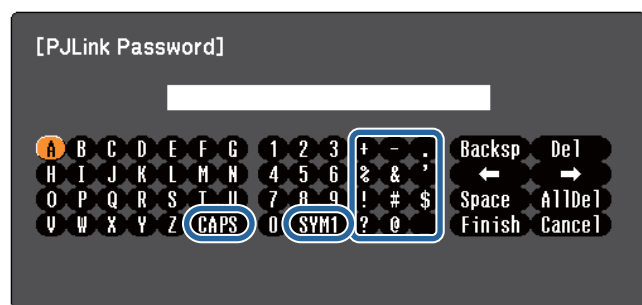 [PJLink Password]
A B C D E F G 1 2 3 + - . Backsp Del
H I J K L M N 4 5 6 % & ' ← →
O P Q R S T U 7 8 9 ! # $ Space AllDel
V W X Y Z CAPS 0 SYM1 ? @ Finish Cancel